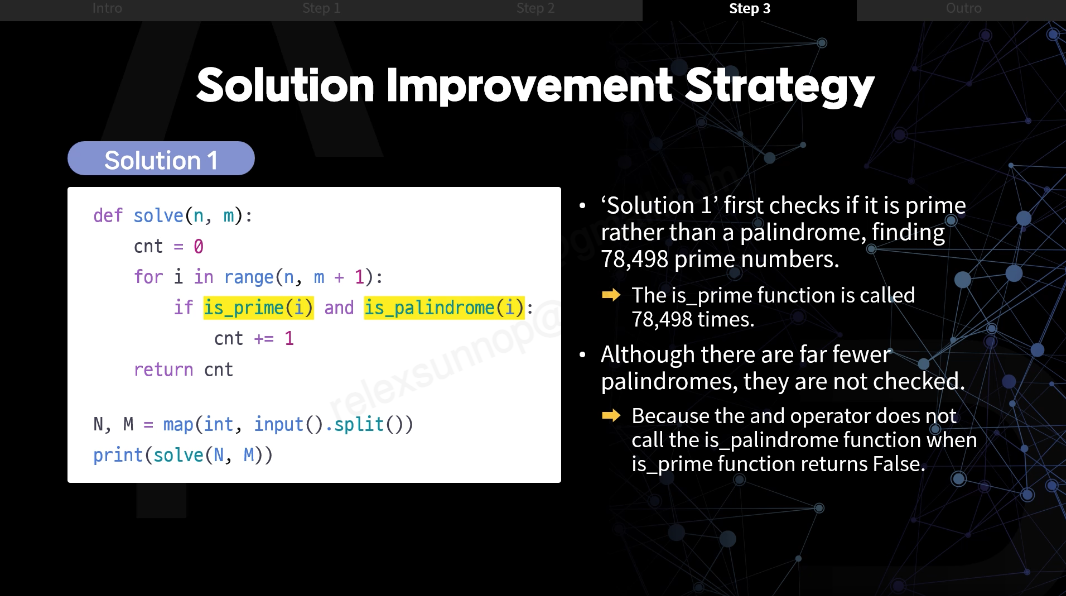 Intro Step 1 Step 2 Step 3 Outro
Solution Improvement Strategy
Solution 1
def solve(n, m):
    cnt = 0
    for i in range(n, m + 1):
        if is_prime(i) and is_palindrome(i):
            cnt += 1
    return cnt

N, M = map(int, input().split())
print(solve(N, M))
• ‘Solution 1’ first checks if it is prime
rather than a palindrome, finding
78,498 prime numbers.
➡ The is_prime function is called
78,498 times.
• Although there are far fewer
palindromes, they are not checked.
➡ Because the and operator does not
call the is_palindrome function when
is_prime function returns False.